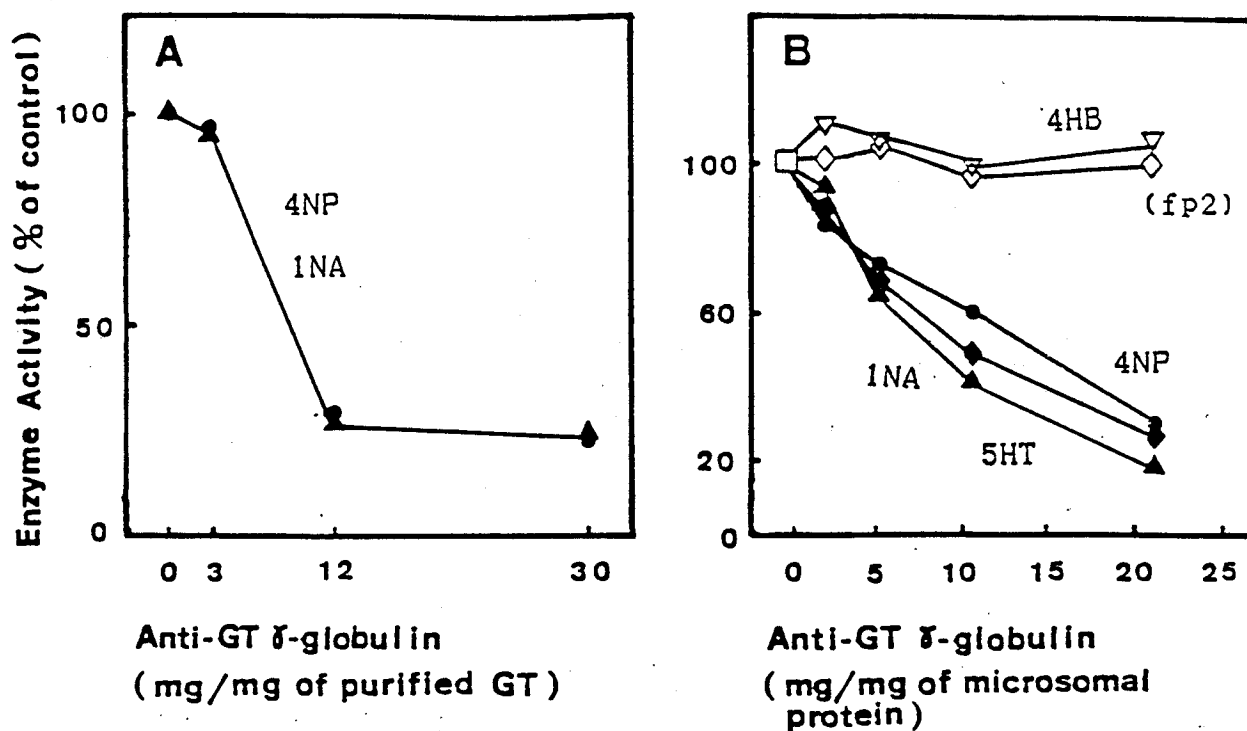 Enzyme Activity (% of control)
A
100
50
0
4NP
1NA
0 3 12 30
Anti-GT γ-globulin
(mg/mg of purified GT)
B
100
60
20
0
4HB
(fp2)
4NP
1NA
5HT
0 5 10 15 20 25
Anti-GT γ-globulin
(mg/mg of microsomal
protein)